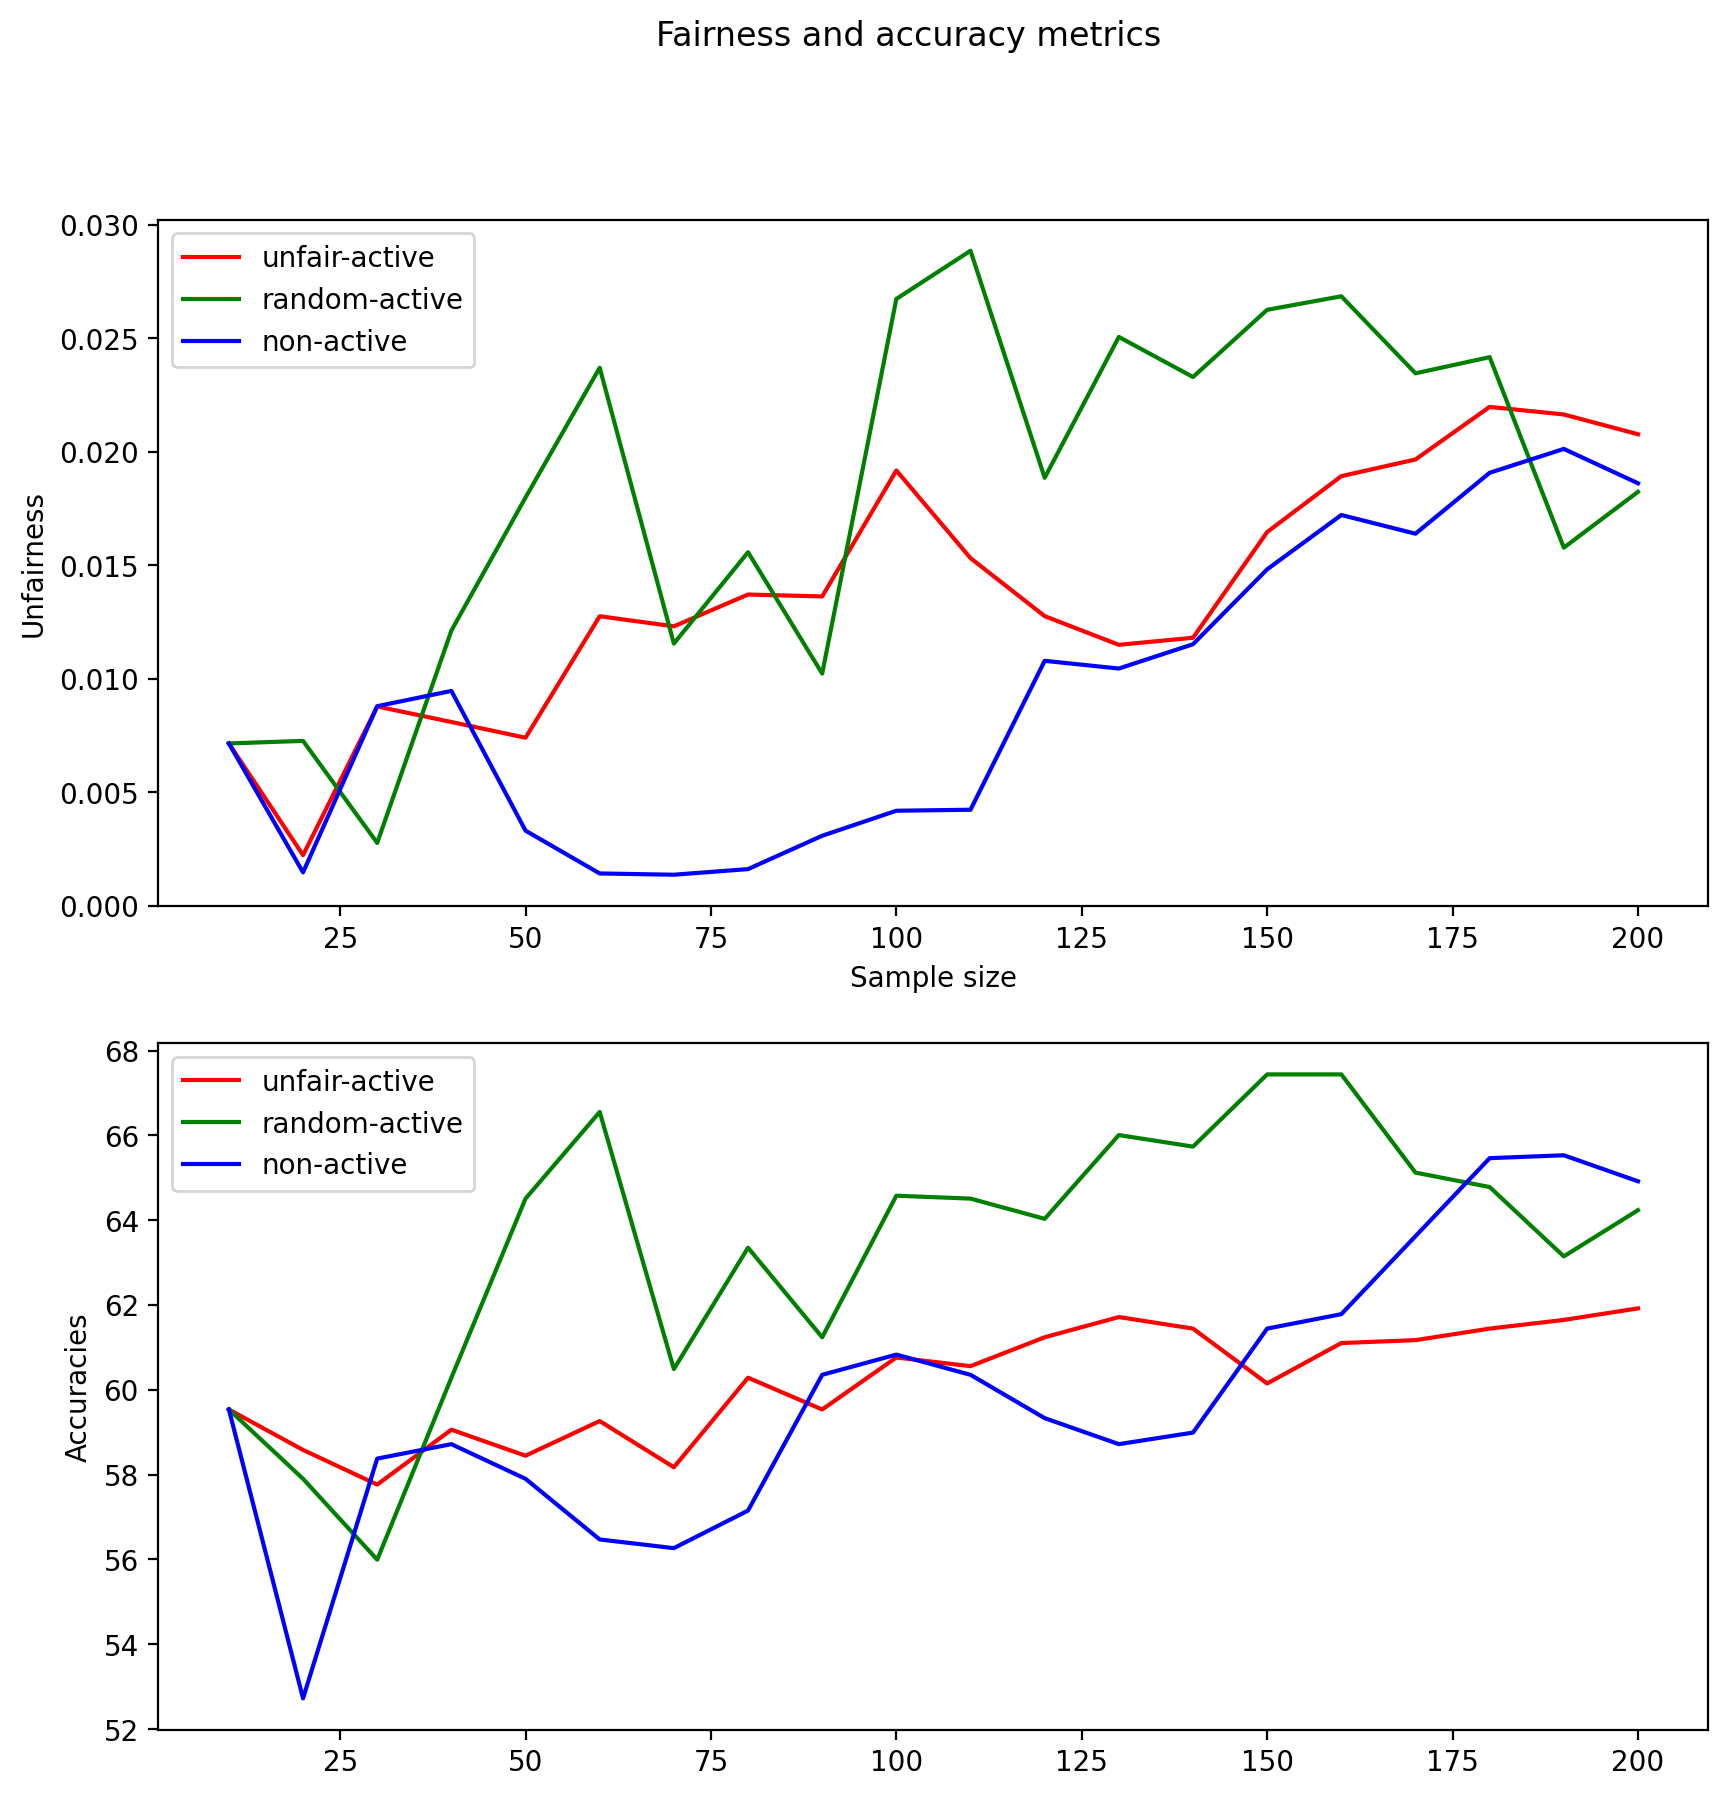 Fairness and accuracy metrics
0.030
0.025
0.020
0.015
0.010
0.005
0.000
Unfairness
unfair-active
random-active
non-active
25 50 75 100 125 150 175 200
Sample size
68
66
64
62
60
58
56
54
52
Accuracies
unfair-active
random-active
non-active
25 50 75 100 125 150 175 200